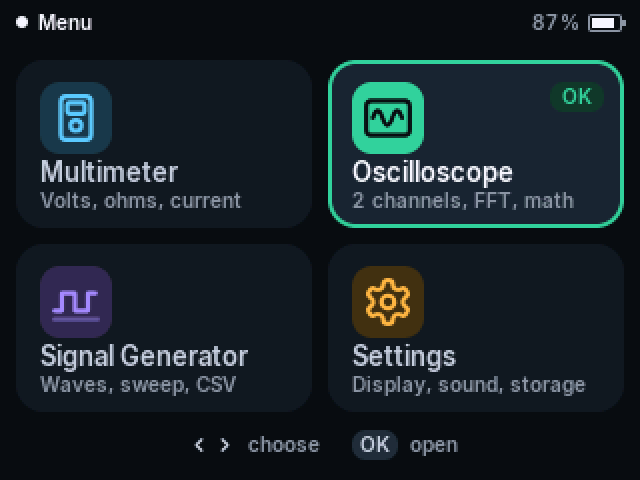 Menu
87%
Multimeter
Volts, ohms, current
OK
Oscilloscope
2 channels, FFT, math
Signal Generator
Waves, sweep, CSV
Settings
Display, sound, storage
< > choose OK open